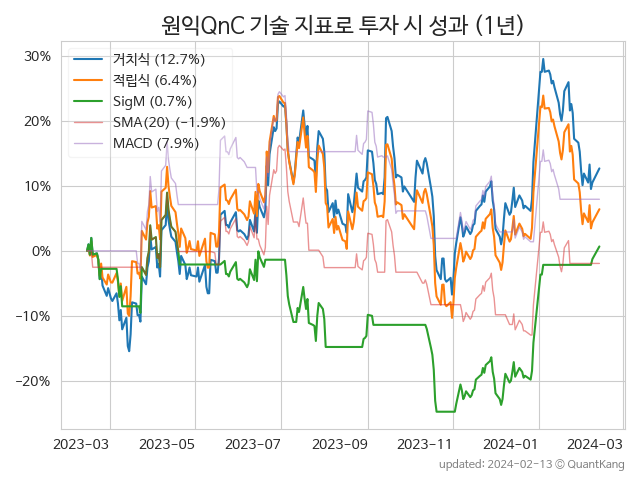 원익QnC 기술 지표로 투자 시 성과 (1년)
거치식 (12.7%)
적립식 (6.4%)
SigM (0.7%)
SMA(20) (−1.9%)
MACD (7.9%)
30%
20%
10%
0%
−10%
−20%
2023-03 2023-05 2023-07 2023-09 2023-11 2024-01 2024-03
updated: 2024-02-13 ⓒ QuantKang